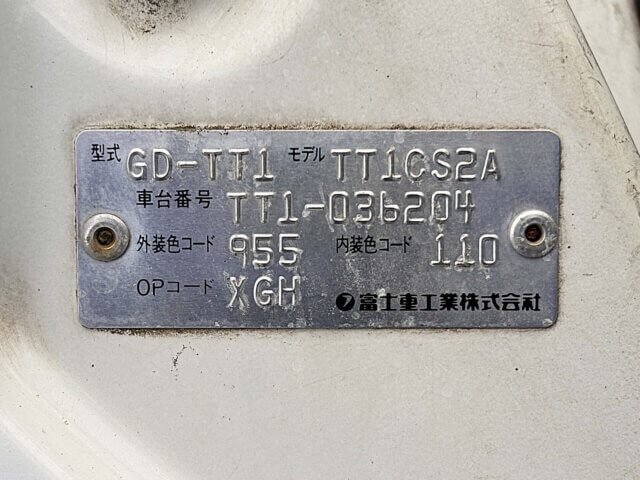 型式 GD-TT1 モデル TT1CS2A
車台番号 TT1-036204
外装色コード 955 内装色コード 110
OPコード XGH 富士重工業株式会社